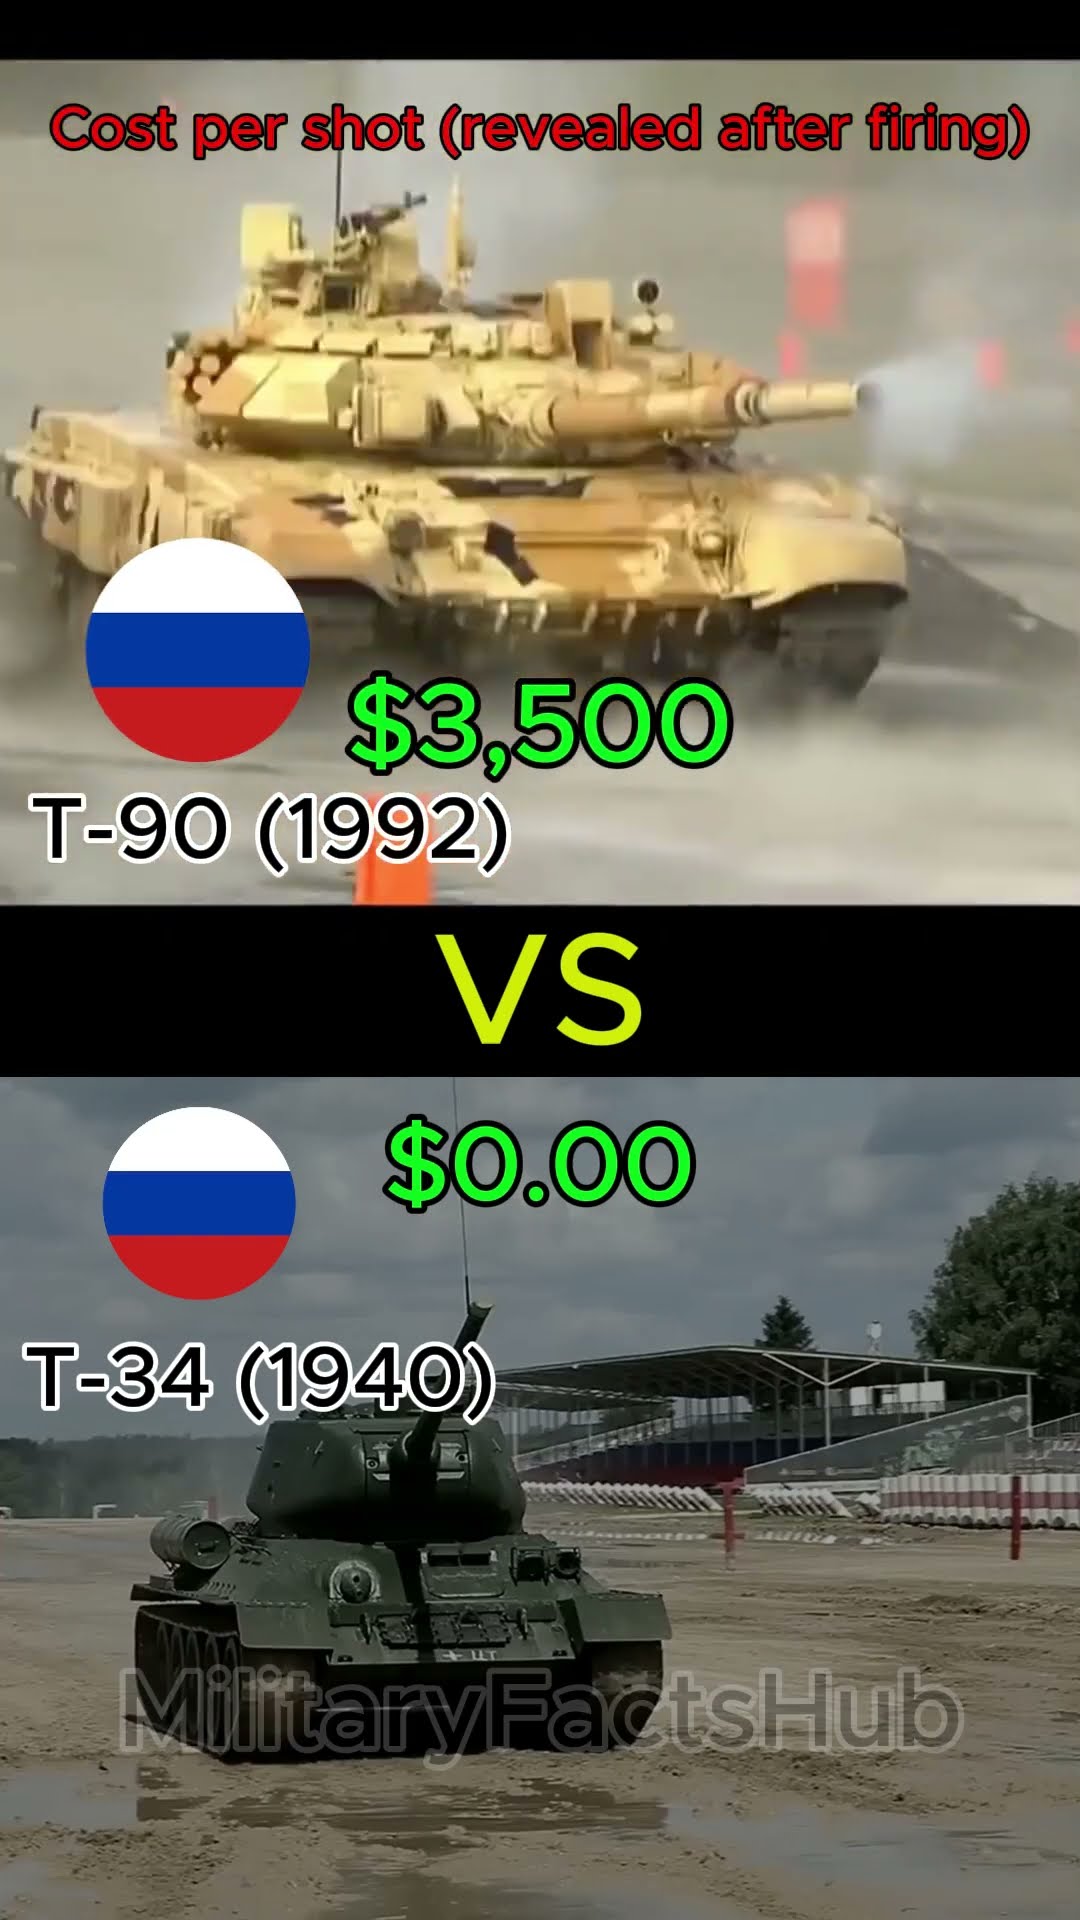 Cost per shot (revealed after firing)
$3,500
T-90 (1992)
VS
$0.00
T-34 (1940)
MilitaryFactsHub